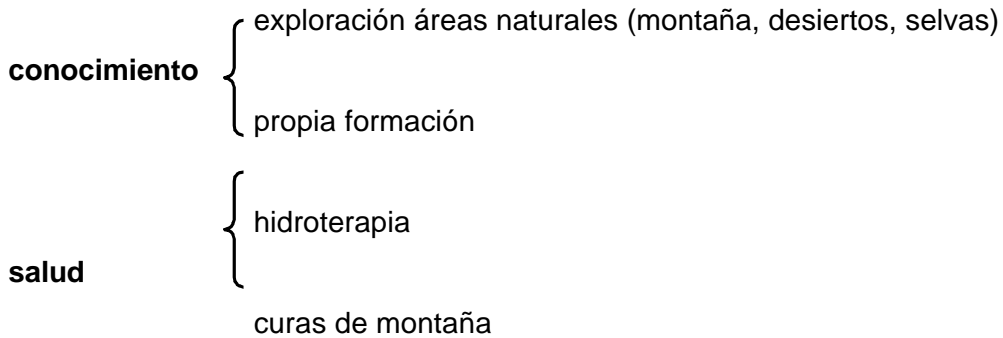 exploración áreas naturales (montaña, desiertos, selvas)
conocimiento
propia formación
hidroterapia
salud
curas de montaña